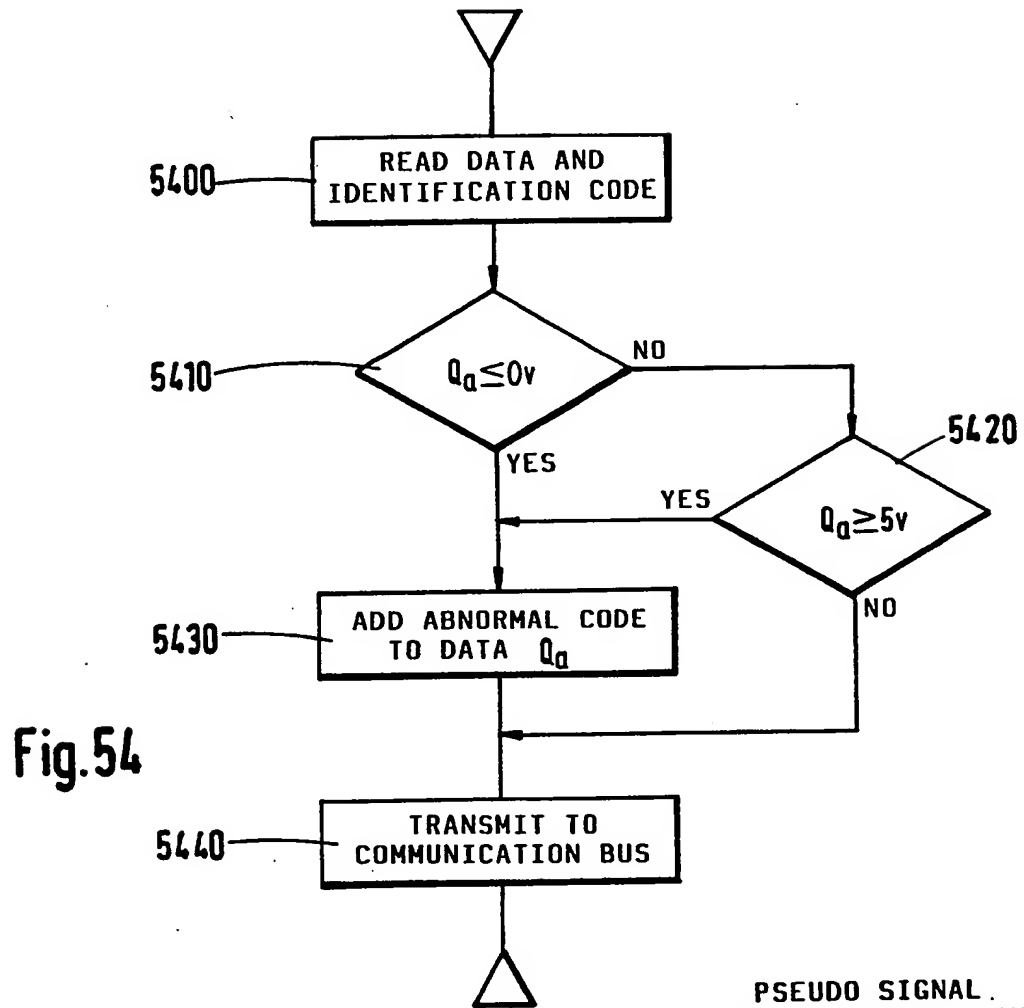 5400
READ DATA AND
IDENTIFICATION CODE
5410
Qa≤0v
NO
YES
5420
YES
Qa≥5v
NO
5430
ADD ABNORMAL CODE
TO DATA Qa
Fig.54
5440
TRANSMIT TO
COMMUNICATION BUS
PSEUDO SIGNAL